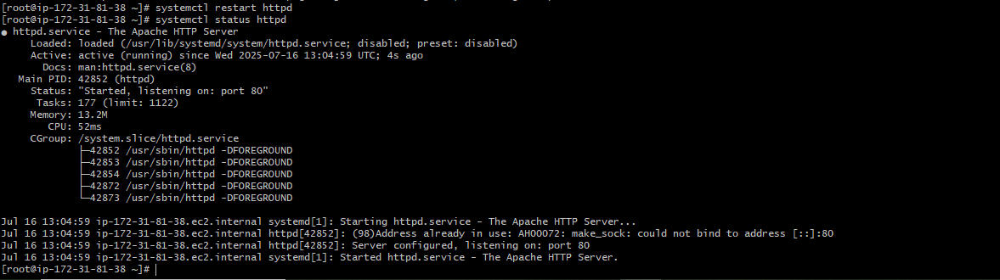 [root@ip-172-31-81-38 ~]# systemctl restart httpd
[root@ip-172-31-81-38 ~]# systemctl status httpd
● httpd.service - The Apache HTTP Server
     Loaded: loaded (/usr/lib/systemd/system/httpd.service; disabled; preset: disabled)
     Active: active (running) since Wed 2025-07-16 13:04:59 UTC; 4s ago
       Docs: man:httpd.service(8)
   Main PID: 42852 (httpd)
     Status: "Started, listening on: port 80"
      Tasks: 177 (limit: 1122)
     Memory: 13.2M
        CPU: 52ms
     CGroup: /system.slice/httpd.service
             ├─42852 /usr/sbin/httpd -DFOREGROUND
             ├─42853 /usr/sbin/httpd -DFOREGROUND
             ├─42854 /usr/sbin/httpd -DFOREGROUND
             ├─42872 /usr/sbin/httpd -DFOREGROUND
             └─42873 /usr/sbin/httpd -DFOREGROUND
Jul 16 13:04:59 ip-172-31-81-38.ec2.internal systemd[1]: Starting httpd.service - The Apache HTTP Server...
Jul 16 13:04:59 ip-172-31-81-38.ec2.internal httpd[42852]: (98)Address already in use: AH00072: make_sock: could not bind to address [::]:80
Jul 16 13:04:59 ip-172-31-81-38.ec2.internal httpd[42852]: Server configured, listening on: port 80
Jul 16 13:04:59 ip-172-31-81-38.ec2.internal systemd[1]: Started httpd.service - The Apache HTTP Server.
[root@ip-172-31-81-38 ~]#